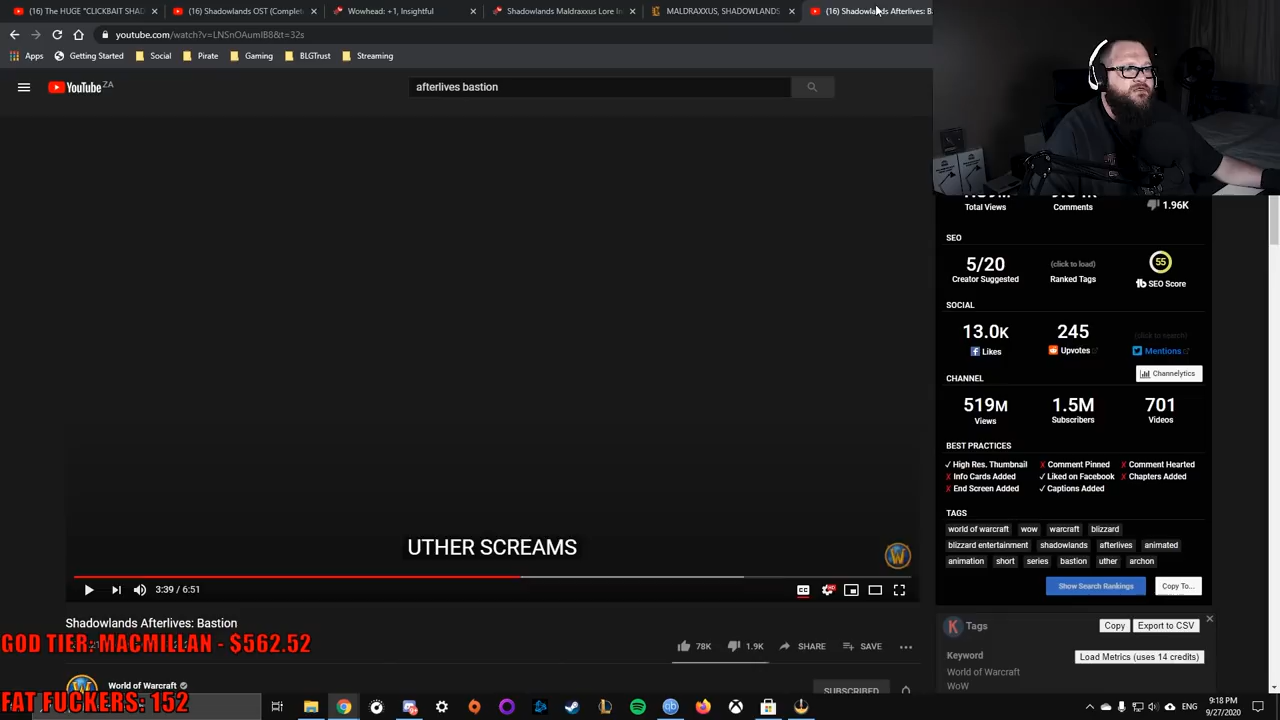 (16) The HUGE "CLICKBAIT SHAD
(16) Shadowlands OST (Complet
Wowhead: +1, Insightful
Shadowlands Maldraxxus Lore In
MALDRAXXUS, SHADOWLANDS
(16) Shadowlands Afterlives: B
youtube.com/watch?v=LNSnOAumIB8&t=32s
Apps
Getting Started
Social
Pirate
Gaming
BLGTrust
Streaming
YouTube ZA
afterlives bastion
Total Views
Comments
1.96K
SEO
5/20
Creator Suggested
(click to load)
Ranked Tags
55
SEO Score
SOCIAL
13.0K
Likes
245
Upvotes
(click to search)
Mentions
Channelytics
CHANNEL
519M
Views
1.5M
Subscribers
701
Videos
BEST PRACTICES
✓ High Res. Thumbnail ✗ Comment Pinned ✗ Comment Hearted
✗ Info Cards Added ✓ Liked on Facebook ✗ Chapters Added
✗ End Screen Added ✓ Captions Added
TAGS
world of warcraft wow warcraft blizzard
blizzard entertainment shadowlands afterlives animated
animation short series bastion uther archon
Show Search Rankings
Copy To...
UTHER SCREAMS
3:39 / 6:51
Shadowlands Afterlives: Bastion
GOD TIER: MACMILLIAN - $562.52
78K
1.9K
SHARE
SAVE
World of Warcraft
SUBSCRIBED
Tags
Copy
Export to CSV
Keyword
Load Metrics (uses 14 credits)
World of Warcraft
WoW
FAT FUCKERS: 152
ENG
9:18 PM
9/27/2020